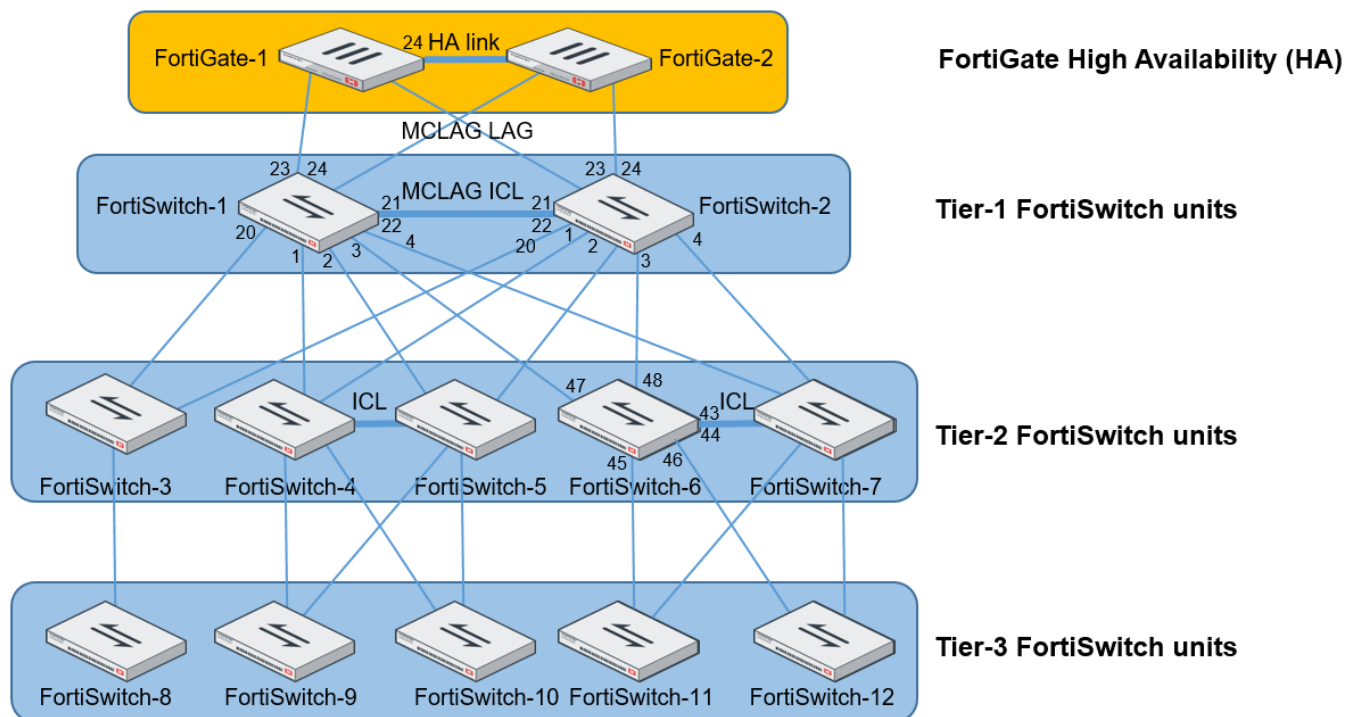 FortiGate-1
24 HA link
FortiGate-2
FortiGate High Availability (HA)
MCLAG LAG
23 24
23 24
FortiSwitch-1
MCLAG ICL
21
21
FortiSwitch-2
Tier-1 FortiSwitch units
22
22
20
1
2
3
4
20
1
2
3
4
47
48
ICL
ICL
43
44
Tier-2 FortiSwitch units
45
46
FortiSwitch-3
FortiSwitch-4
FortiSwitch-5
FortiSwitch-6
FortiSwitch-7
Tier-3 FortiSwitch units
FortiSwitch-8
FortiSwitch-9
FortiSwitch-10
FortiSwitch-11
FortiSwitch-12